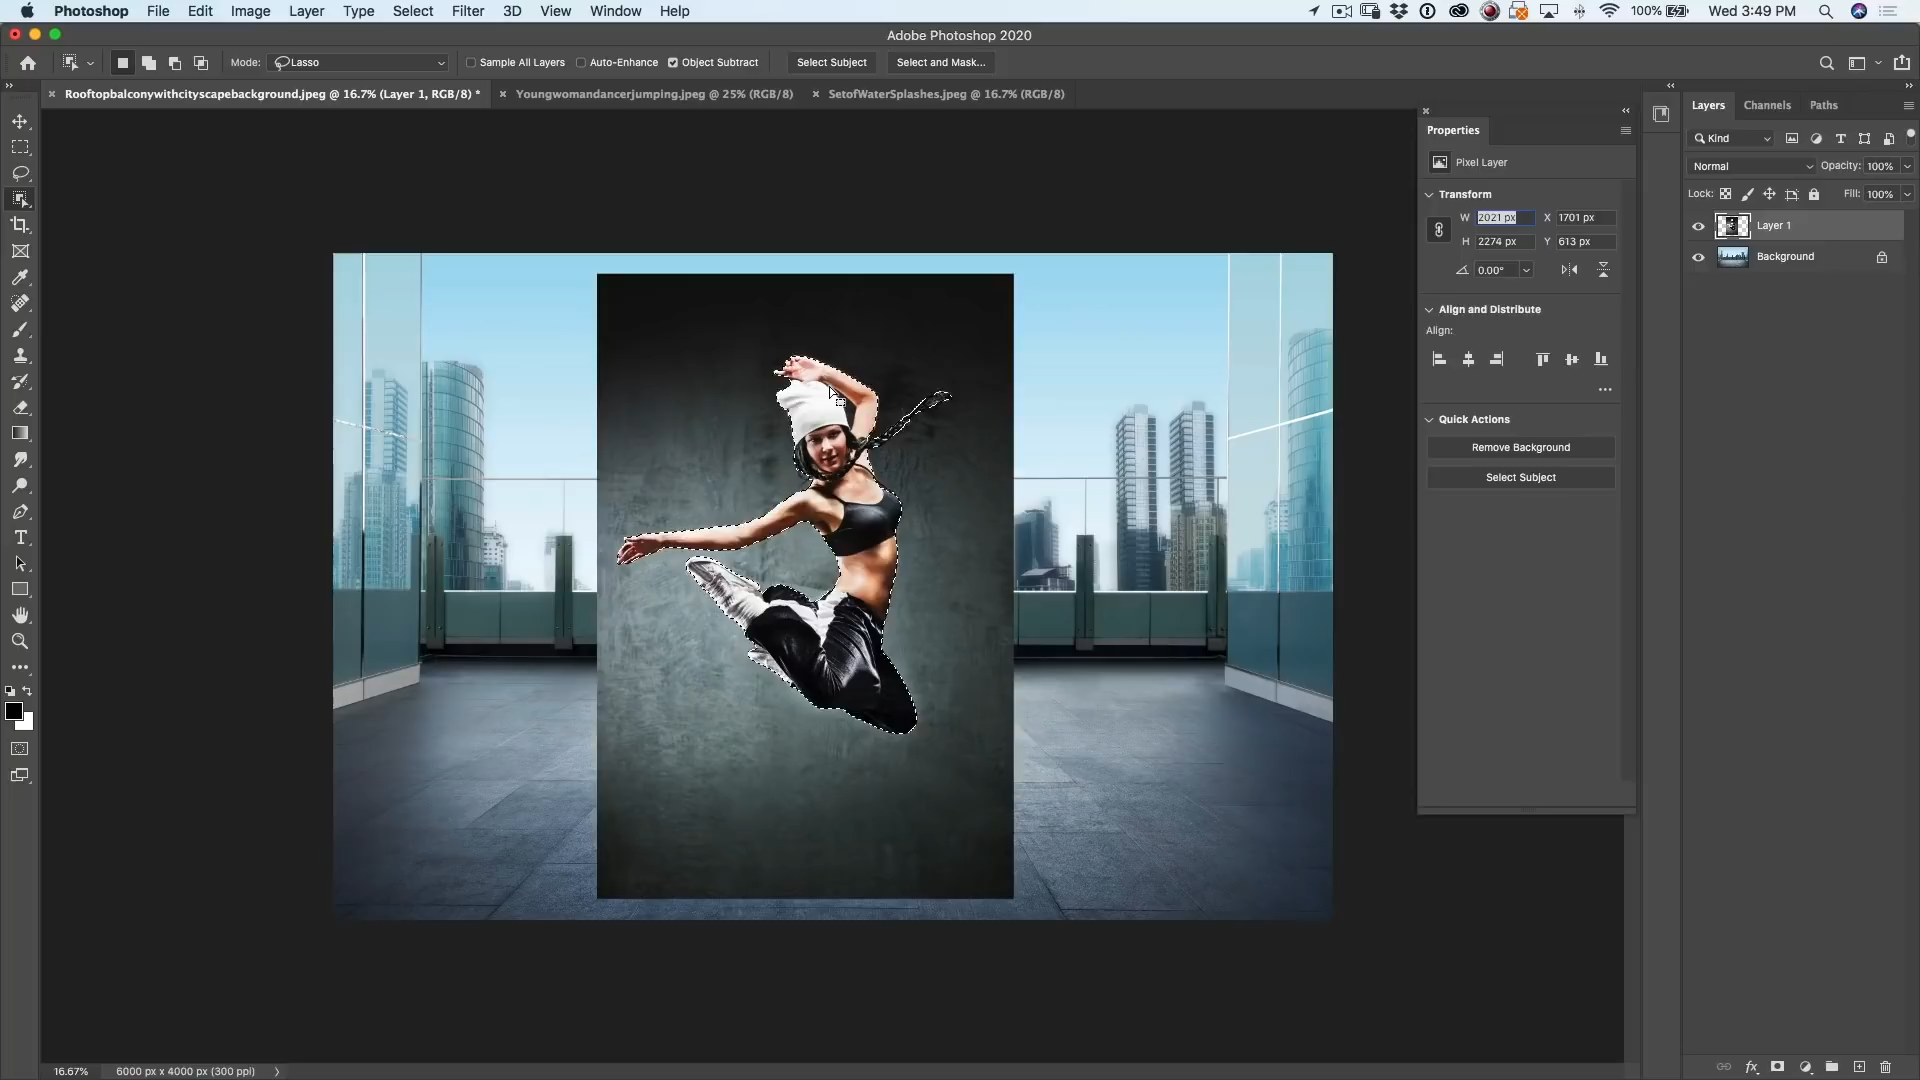 Photoshop File Edit Image Layer Type Select Filter 3D View Window Help 100% Wed 3:49 PM
Adobe Photoshop 2020
Mode: Lasso Sample All Layers Auto-Enhance Object Subtract Select Subject Select and Mask...
Rooftopbalconywithcityscapebackground.jpeg @ 16.7% (Layer 1, RGB/8) * Youngwomandancerjumping.jpeg @ 25% (RGB/8) SetofWaterSplashes.jpeg @ 16.7% (RGB/8)
Properties
Pixel Layer
Transform
W 2021 px X 1701 px
H 2274 px Y 613 px
0.00°
Align and Distribute
Align:
Quick Actions
Remove Background
Select Subject
Layers Channels Paths
Kind
Normal Opacity: 100%
Lock: Fill: 100%
Layer 1
Background
16.67% 6000 px x 4000 px (300 ppi)